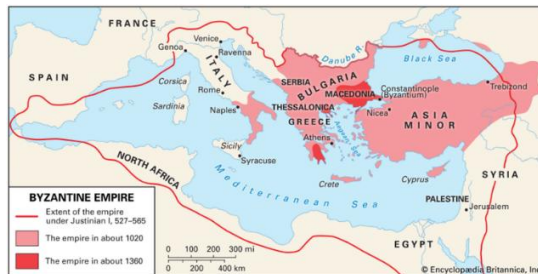 FRANCE
SPAIN
Venice
Genoa
Ravenna
ITALY
Corsica
Sardinia
Rome
Naples
Sicily
Syracuse
Danube R.
SERBIA
BULGARIA
MACEDONIA
THESSALONICA
GREECE
Athens
Aegean Sea
Constantinople
(Byzantium)
Nicaea
Black Sea
Trebizond
ASIA
MINOR
Crete
Cyprus
SYRIA
PALESTINE
Jerusalem
EGYPT
NORTH AFRICA
Mediterranean Sea
BYZANTINE EMPIRE
Extent of the empire
under Justinian I, 527–565
The empire in about 1020
The empire in about 1360
0 100 200 300 mi
0 200 400 km
© Encyclopædia Britannica, Inc.